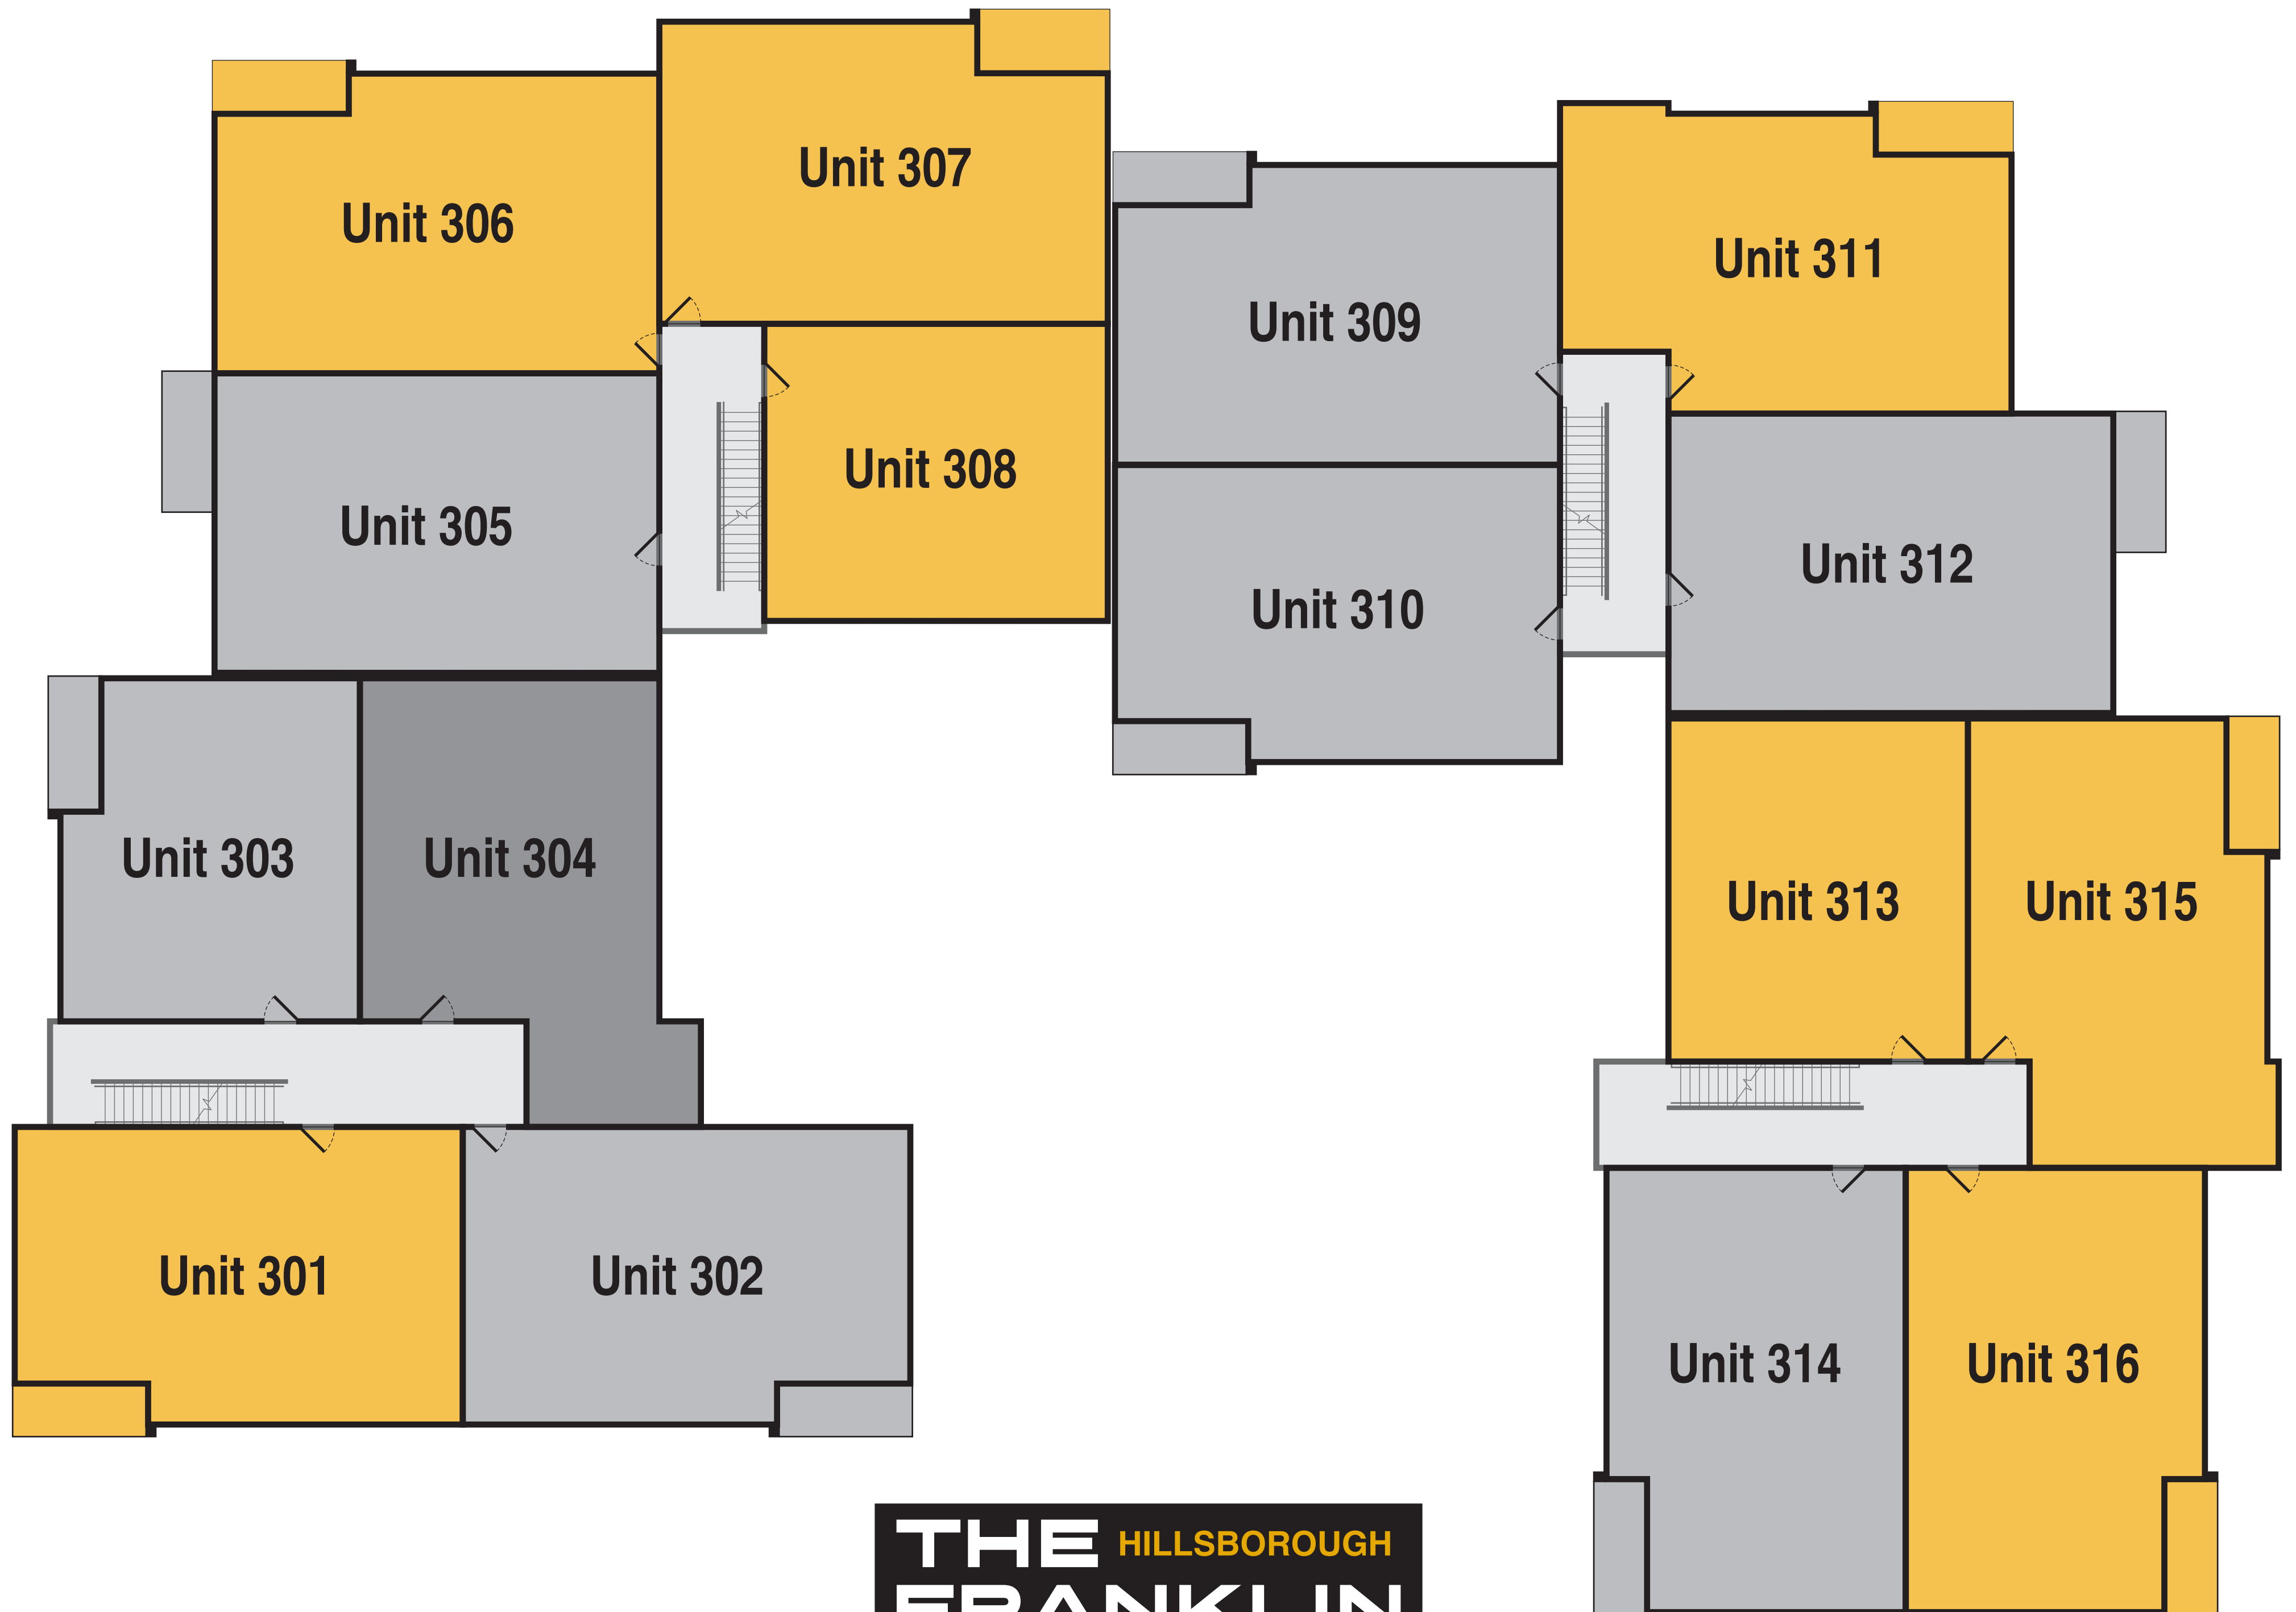 Unit 307
Unit 306
Unit 311
Unit 309
Unit 308
Unit 305
Unit 312
Unit 310
Unit 303
Unit 304
Unit 313
Unit 315
Unit 301
Unit 302
Unit 314
Unit 316
THE HILLSBOROUGH
FRANKLIN